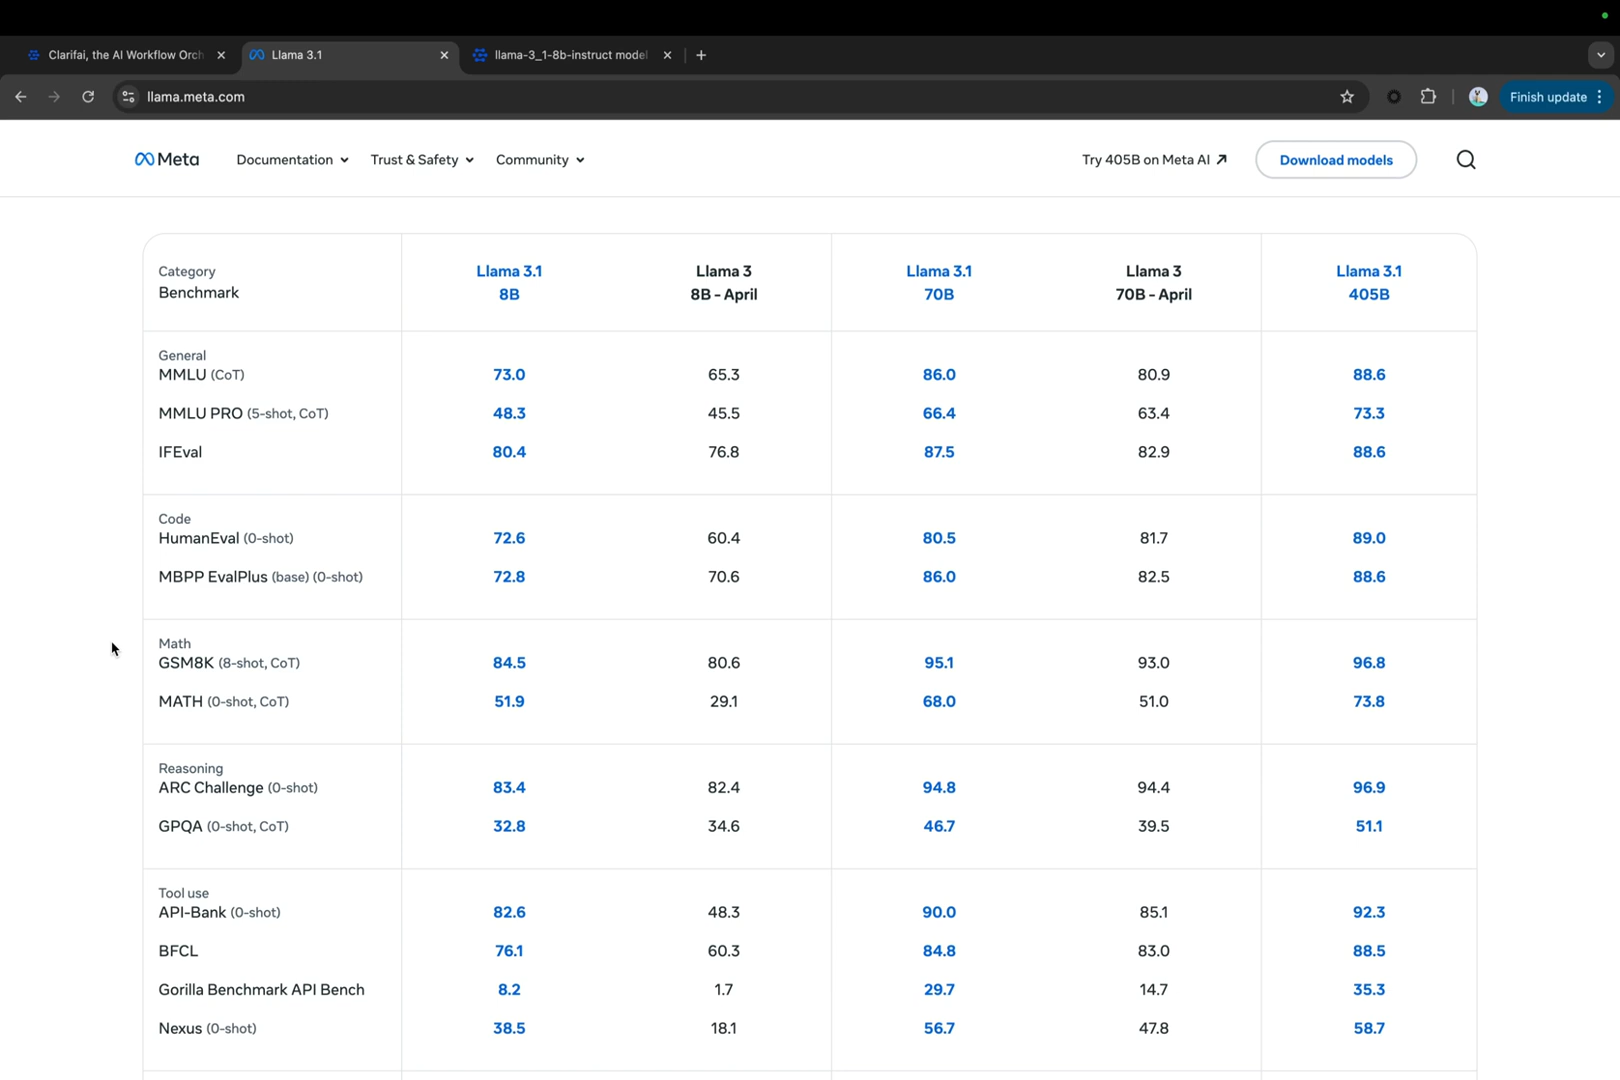 Clarifai, the AI Workflow Orch
Llama 3.1
llama-3_1-8b-instruct model
llama.meta.com
Finish update
Meta
Documentation
Trust & Safety
Community
Try 405B on Meta AI
Download models
Category
Benchmark
Llama 3.1
8B
Llama 3
8B - April
Llama 3.1
70B
Llama 3
70B - April
Llama 3.1
405B
General
MMLU (CoT) 73.0 65.3 86.0 80.9 88.6
MMLU PRO (5-shot, CoT) 48.3 45.5 66.4 63.4 73.3
IFEval 80.4 76.8 87.5 82.9 88.6
Code
HumanEval (0-shot) 72.6 60.4 80.5 81.7 89.0
MBPP EvalPlus (base) (0-shot) 72.8 70.6 86.0 82.5 88.6
Math
GSM8K (8-shot, CoT) 84.5 80.6 95.1 93.0 96.8
MATH (0-shot, CoT) 51.9 29.1 68.0 51.0 73.8
Reasoning
ARC Challenge (0-shot) 83.4 82.4 94.8 94.4 96.9
GPQA (0-shot, CoT) 32.8 34.6 46.7 39.5 51.1
Tool use
API-Bank (0-shot) 82.6 48.3 90.0 85.1 92.3
BFCL 76.1 60.3 84.8 83.0 88.5
Gorilla Benchmark API Bench 8.2 1.7 29.7 14.7 35.3
Nexus (0-shot) 38.5 18.1 56.7 47.8 58.7